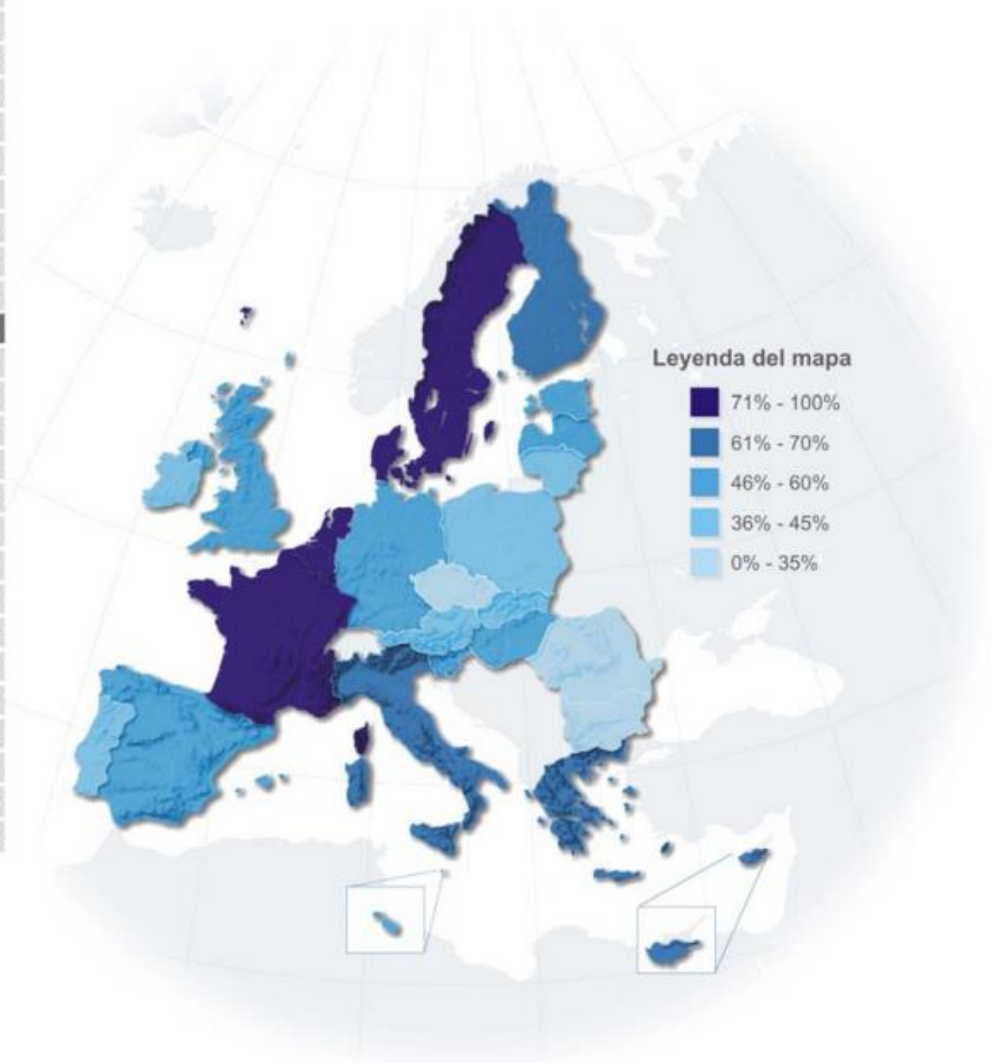 Leyenda del mapa
71% - 100%
61% - 70%
46% - 60%
36% - 45%
0% - 35%